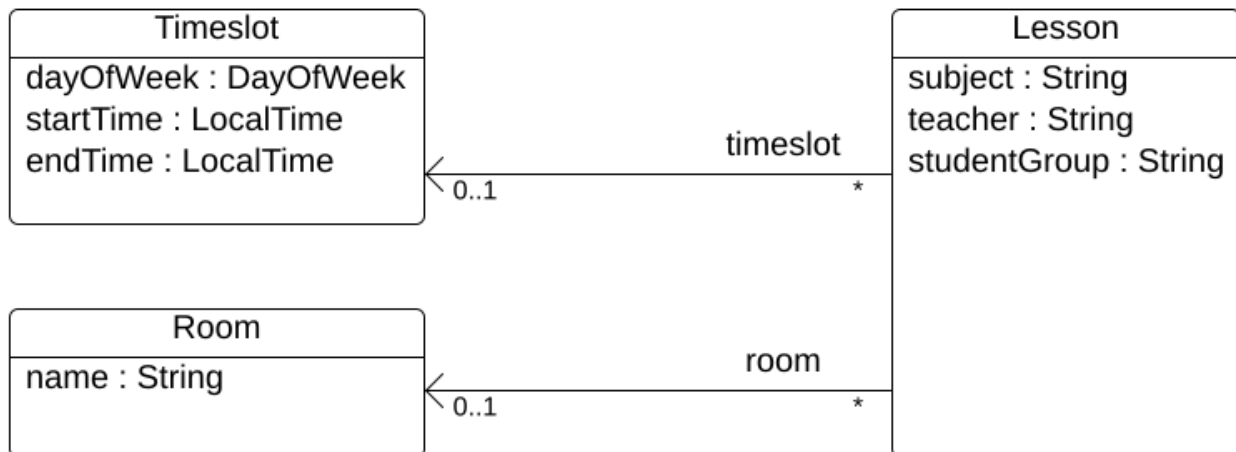 Timeslot
dayOfWeek : DayOfWeek
startTime : LocalTime
endTime : LocalTime
timeslot
0..1
*
Lesson
subject : String
teacher : String
studentGroup : String
Room
name : String
room
0..1
*